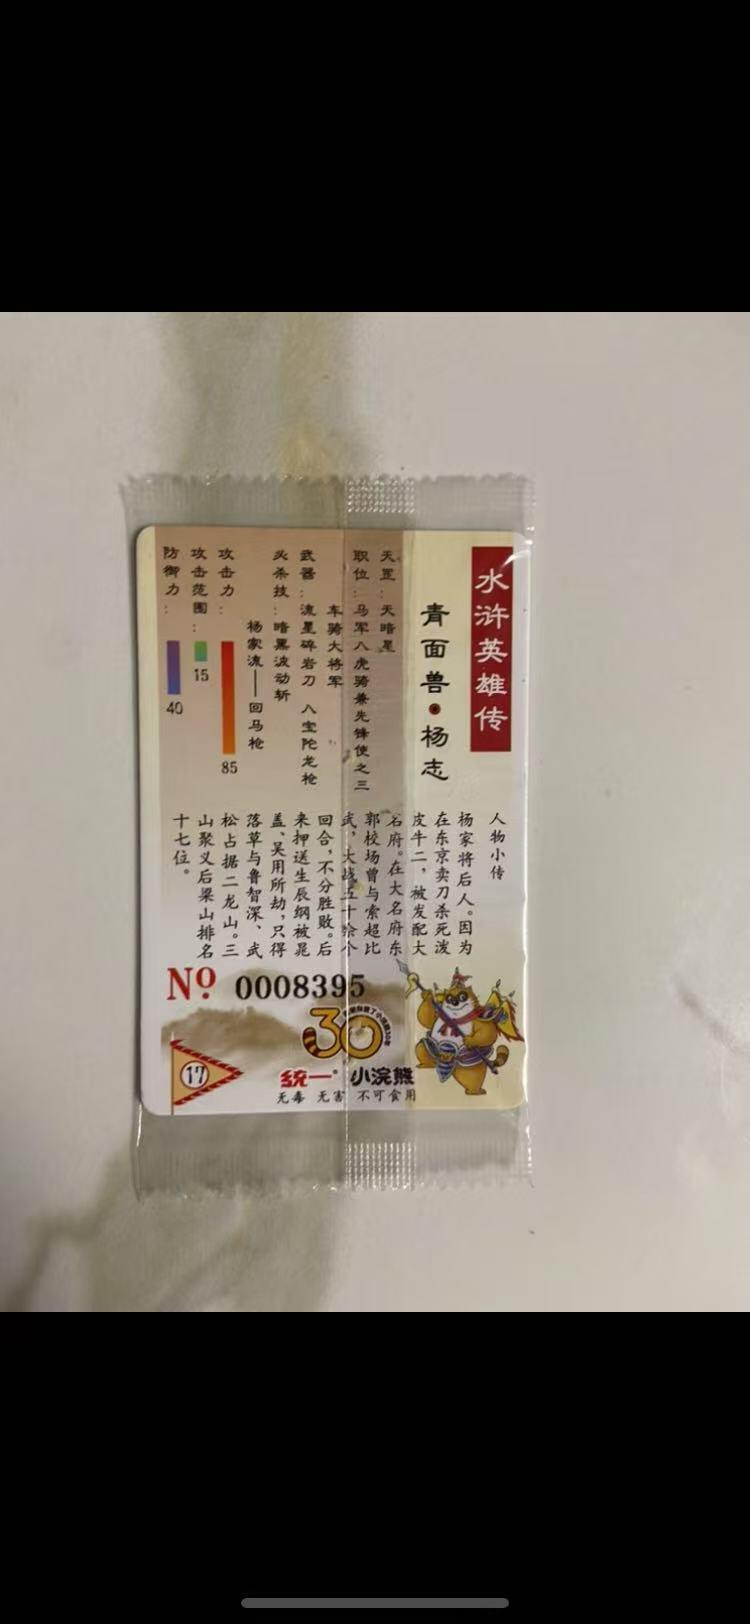 水浒英雄传
青面兽·杨志
天罡：天暗星
职位：马军八虎骑兼先锋使之三
车骑大将军
武器：流星碎岩刀 八宝陀龙枪
必杀技：暗黑波动斩
杨家流——回马枪
攻击力： 85
攻击范围： 15
防御力： 40
人物小传
杨家将后人。因为
在东京卖刀杀死泼
皮牛二，被发配大
名府。在大名府东
郭校场曾与索超比
武，大战五十余个
回合，不分胜败。后
来押送生辰纲被晁
盖、吴用所劫，只得
落草与鲁智深、武
松占据二龙山。三
山聚义后梁山排名
十七位。
No 0008395
30
17
统一 小浣熊
无毒 无害 不可食用